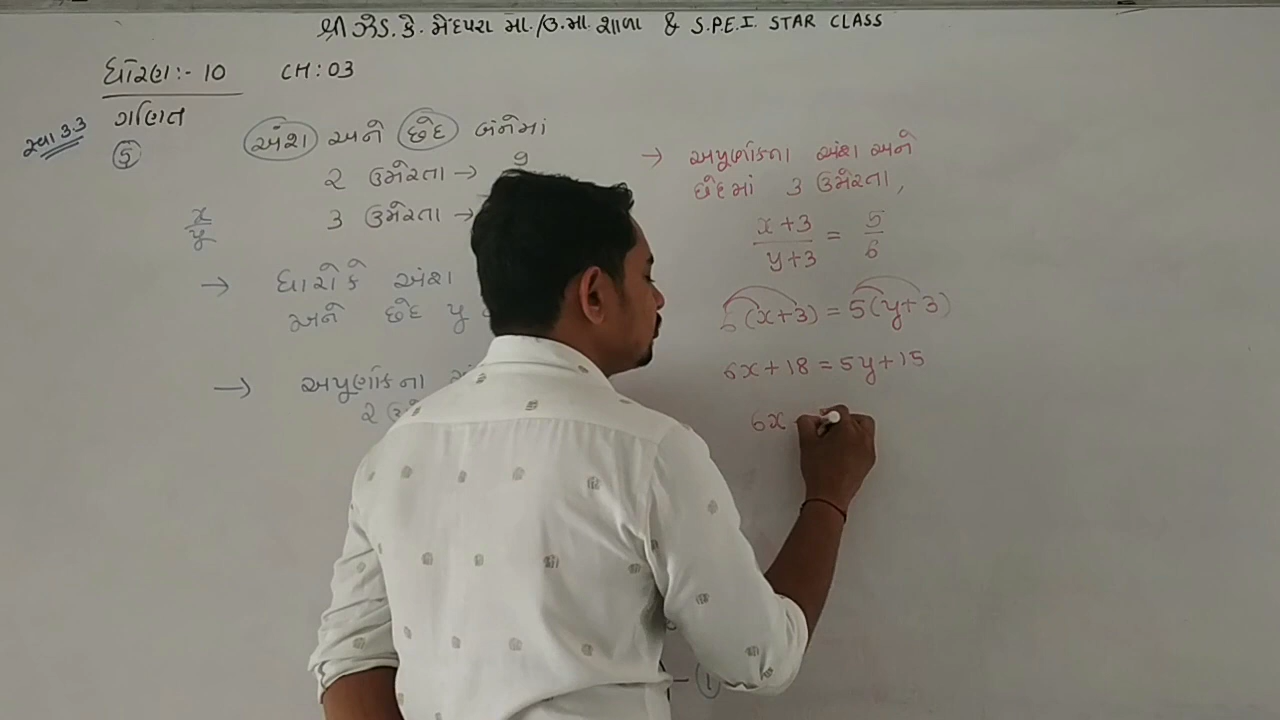 શ્રી ઝેડ. કે. મેંદપરા મા./ઉ.મા. શાળા & S.P.E.I. STAR CLASS
ધોરણ:- 10 CH: 03
ગણિત
સ્વા 3.3
5
અંશ અને છેદ બંનેમાં
2 ઉમેરતા → 9
3 ઉમેરતા →
x/y
→ ધારોકે અંશ
અને છેદ y
→ અપૂર્ણાંકના
2
→ અપૂર્ણાંકના અંશ અને
છેદમાં 3 ઉમેરતા,
x+3/y+3 = 5/6
6(x+3) = 5(y+3)
6x+18 = 5y+15
6x
- 1